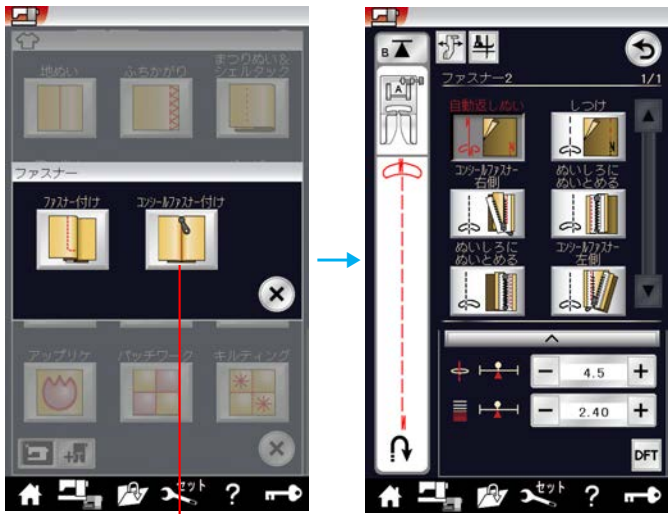 地ぬい
ふちかがり
まつりぬい&
シェルタック
ファスナー
ファスナー付け
コンシールファスナー付け
アップリケ
パッチワーク
キルティング
セット
?
B
A
ファスナー2
1/1
自動返しぬい
しつけ
コンシールファスナー
右側
ぬいしろに
ぬいとめる
ぬいしろに
ぬいとめる
コンシールファスナー
左側
4.5
2.40
DFT
セット
?